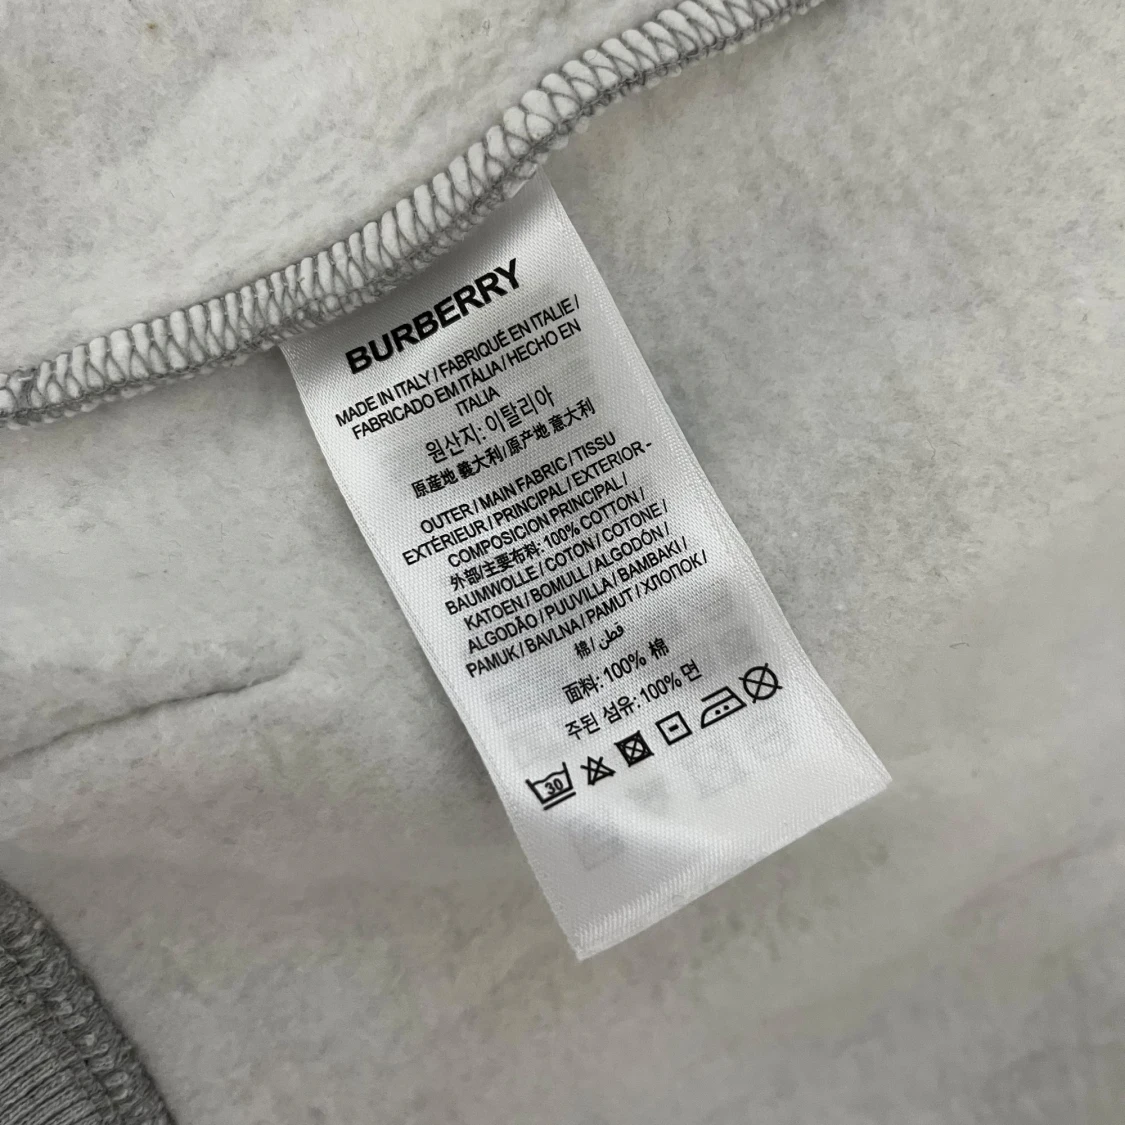 BURBERRY
MADE IN ITALY / FABRIQUÉ EN ITALIE /
FABRICADO EM ITÁLIA / HECHO EN
ITALIA
원산지: 이탈리아
原産地 義大利/原产地 意大利
OUTER / MAIN FABRIC / TISSU
EXTÉRIEUR / PRINCIPAL / EXTERIOR -
COMPOSICION PRINCIPAL /
外部/主要布料: 100% COTTON /
BAUMWOLLE / COTON / COTONE /
KATOEN / BOMULL / ALGODÓN /
ALGODÃO / PUUVILLA / BAMBAKI /
PAMUK / BAVLNA / PAMUT / ХЛОПОК /
棉 / قطن
面料: 100% 棉
주된 섬유: 100% 면
30